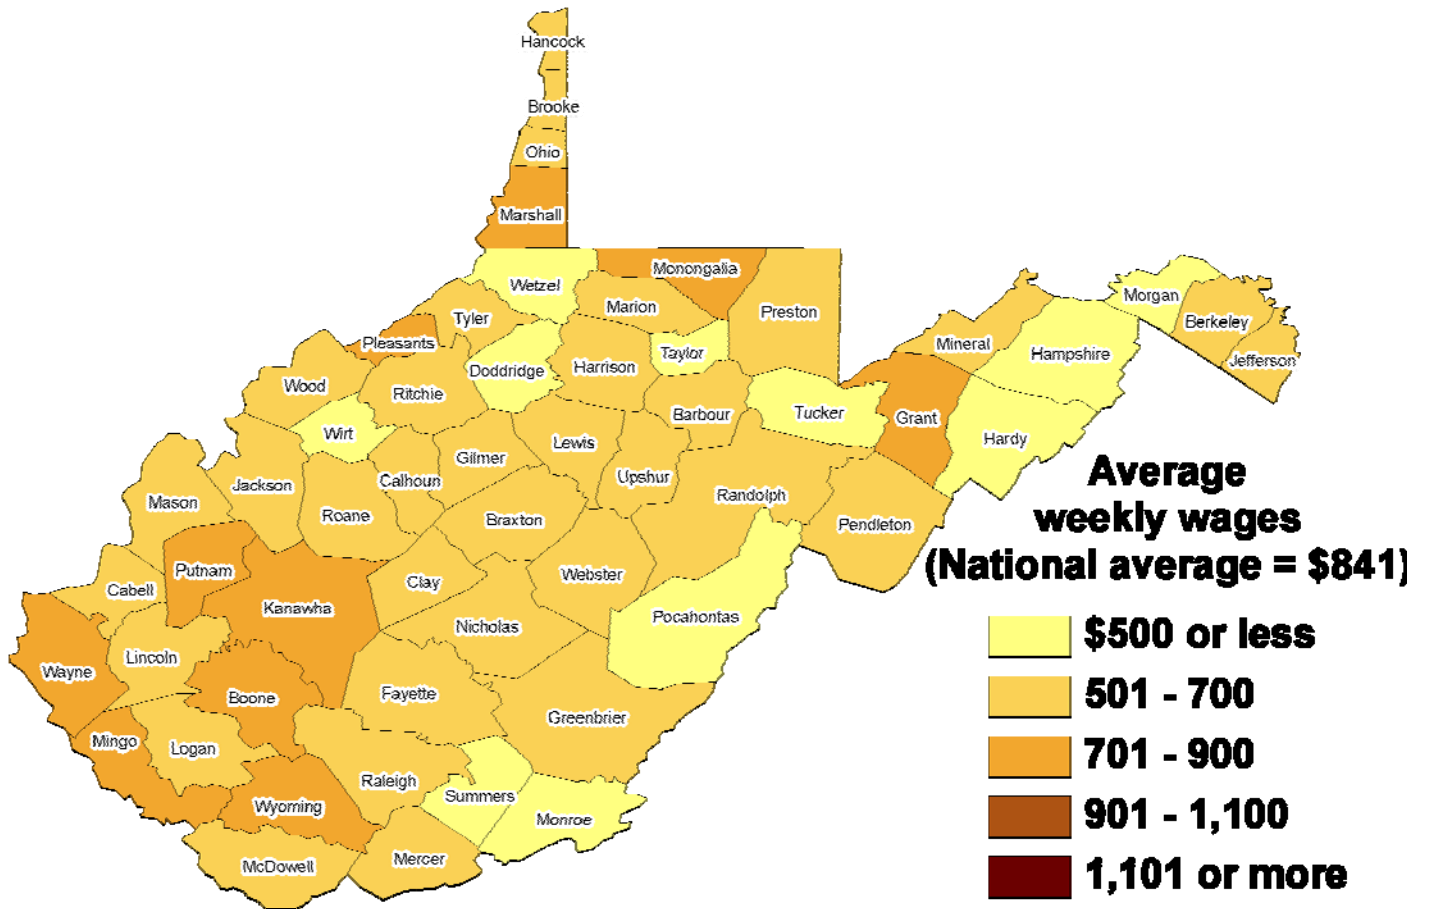 Hancock
Brooke
Ohio
Marshall
Wetzel
Monongalia
Marion
Preston
Morgan
Berkeley
Jefferson
Tyler
Pleasants
Taylor
Mineral
Hampshire
Doddridge
Harrison
Wood
Ritchie
Barbour
Tucker
Grant
Hardy
Wirt
Lewis
Gilmer
Calhoun
Upshur
Jackson
Randolph
Mason
Roane
Braxton
Pendleton
Average
weekly wages
(National average = $841)
Putnam
Cabell
Clay
Webster
Kanawha
Nicholas
Pocahontas
$500 or less
Lincoln
Wayne
Boone
Fayette
501 - 700
Greenbrier
Mingo
Logan
701 - 900
Raleigh
Summers
Wyoming
Monroe
901 - 1,100
McDowell
Mercer
1,101 or more